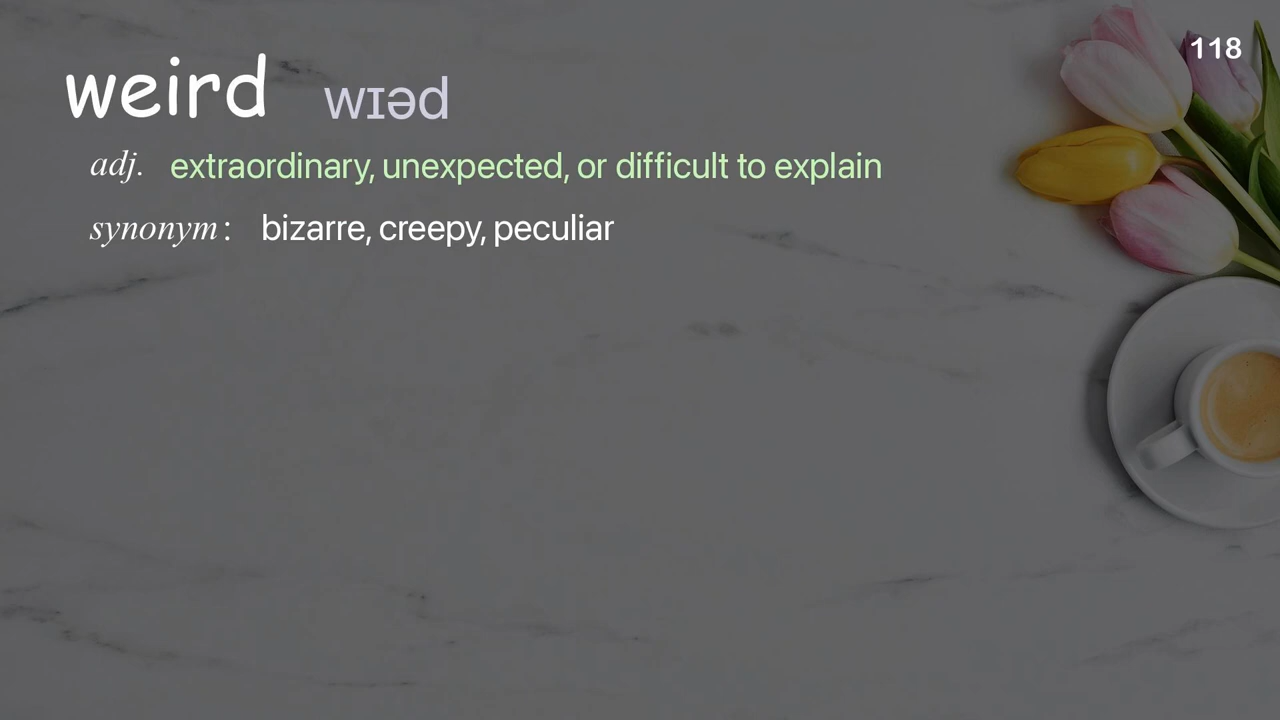 118
weird wɪəd
adj. extraordinary, unexpected, or difficult to explain
synonym: bizarre, creepy, peculiar